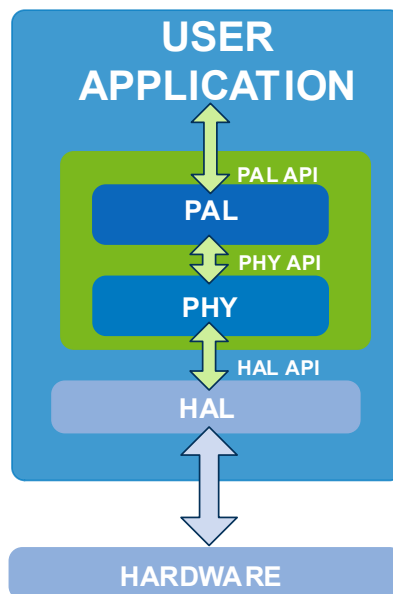 USER
APPLICATION
PAL API
PAL
PHY API
PHY
HAL API
HAL
HARDWARE